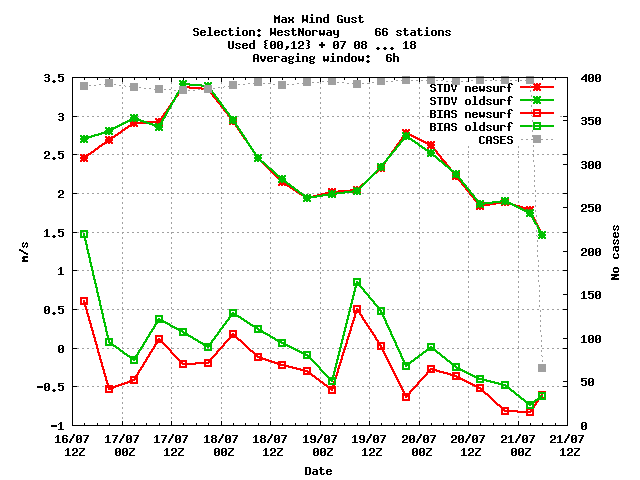 Max Wind Gust
Selection: WestNorway 66 stations
Used {00,12} + 07 08 ... 18
Averaging window: 6h
STDV newsurf
STDV oldsurf
BIAS newsurf
BIAS oldsurf
CASES
3.5
3
2.5
2
1.5
1
0.5
0
-0.5
-1
m/s
400
350
300
250
200
150
100
50
0
No cases
16/07 17/07 17/07 18/07 18/07 19/07 19/07 20/07 20/07 21/07 21/07
12Z 00Z 12Z 00Z 12Z 00Z 12Z 00Z 12Z 00Z 12Z
Date